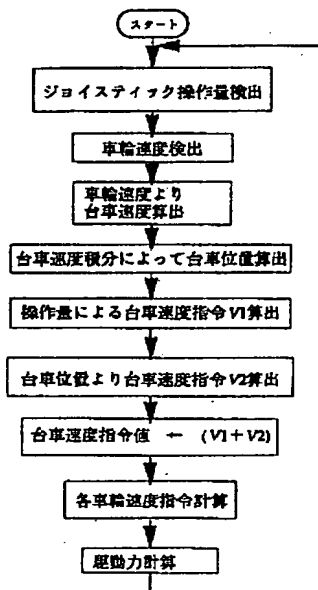 スタート
ジョイスティック操作量検出
車輪速度検出
車輪速度より
台車速度算出
台車速度積分によって台車位置算出
操作量による台車速度指令V1算出
台車位置より台車速度指令V2算出
台車速度指令値 ← (V1+V2)
各車輪速度指令計算
駆動力計算